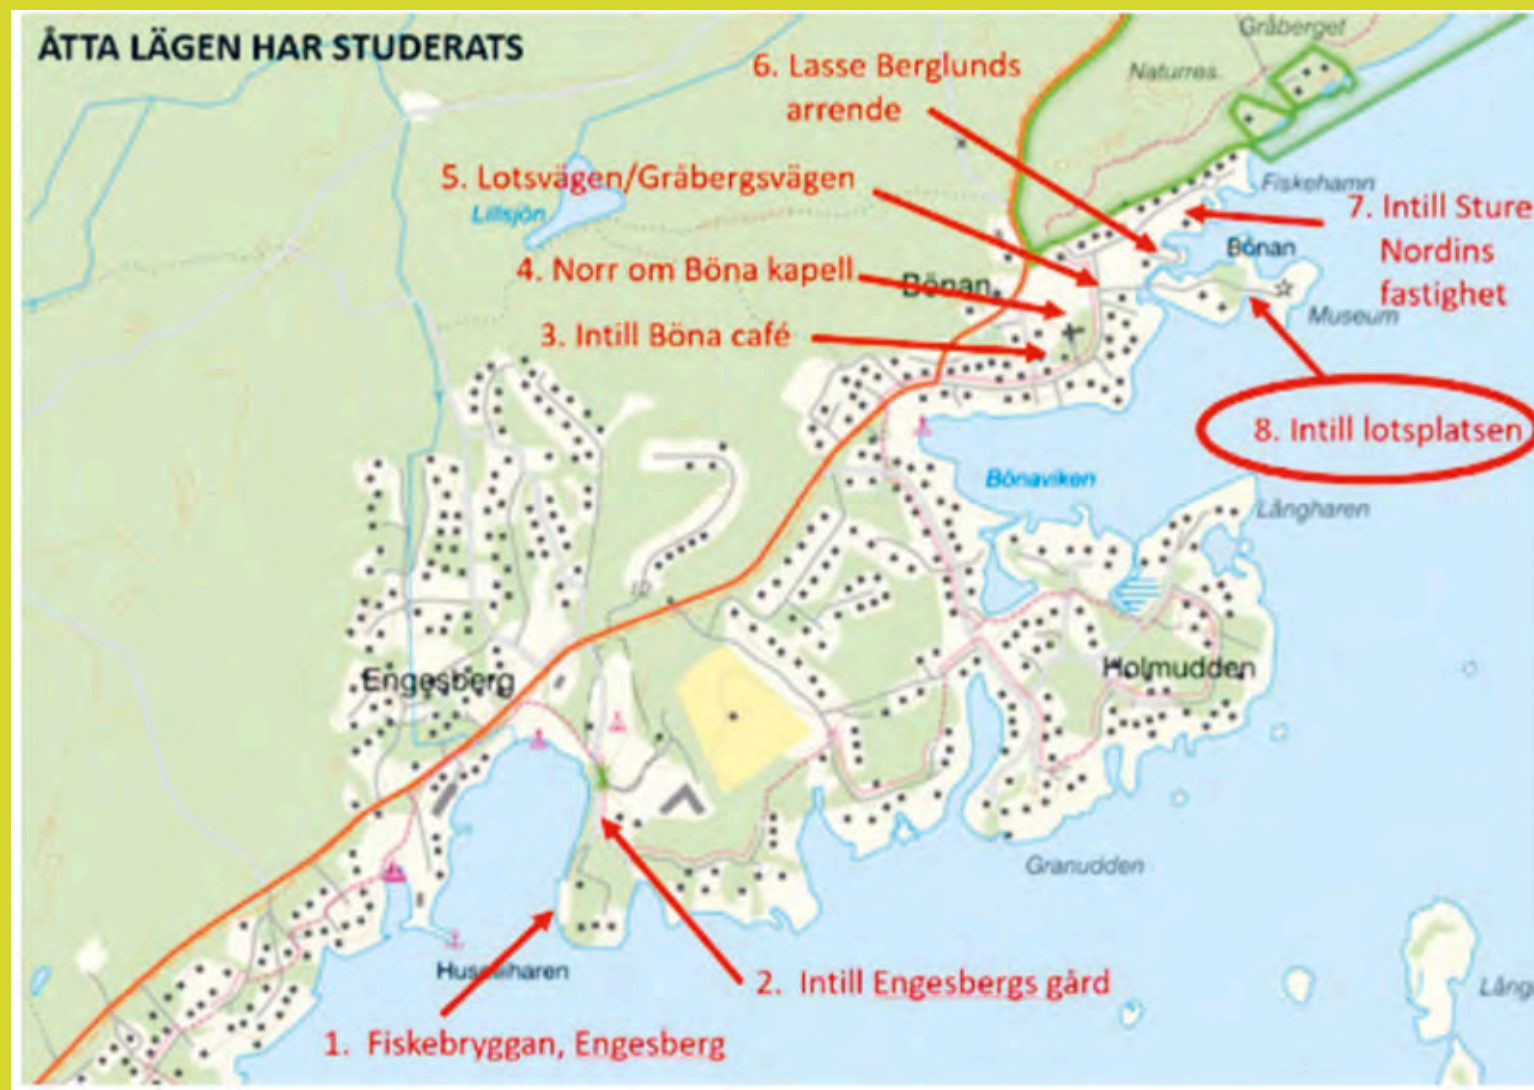 ÅTTA LÄGEN HAR STUDERATS
Gråberget
6. Lasse Berglunds
arrende
Naturres.
5. Lotsvägen/Gråbergsvägen
Fiskehamn
Lillsjön
7. Intill Sture
Nordins
fastighet
Bönan
4. Norr om Böna kapell
Bönan
Museum
3. Intill Böna café
8. Intill lotsplatsen
Bönaviken
Långharen
Engesberg
Holmudden
Granudden
Husselharen
2. Intill Engesbergs gård
Lång
1. Fiskebryggan, Engesberg